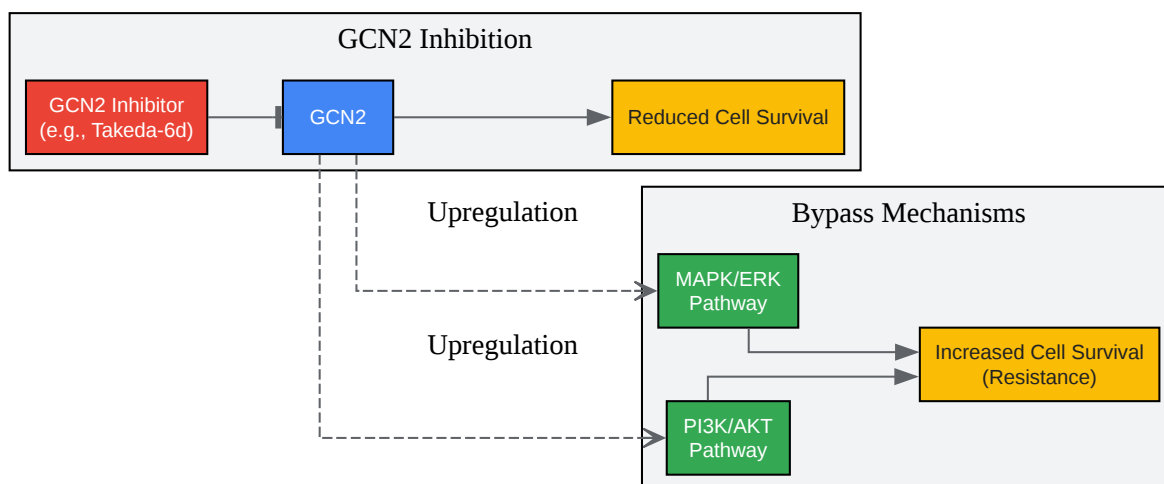 GCN2 Inhibition
GCN2 Inhibitor
(e.g., Takeda-6d)
GCN2
Reduced Cell Survival
Upregulation
Bypass Mechanisms
MAPK/ERK
Pathway
Upregulation
Increased Cell Survival
(Resistance)
PI3K/AKT
Pathway